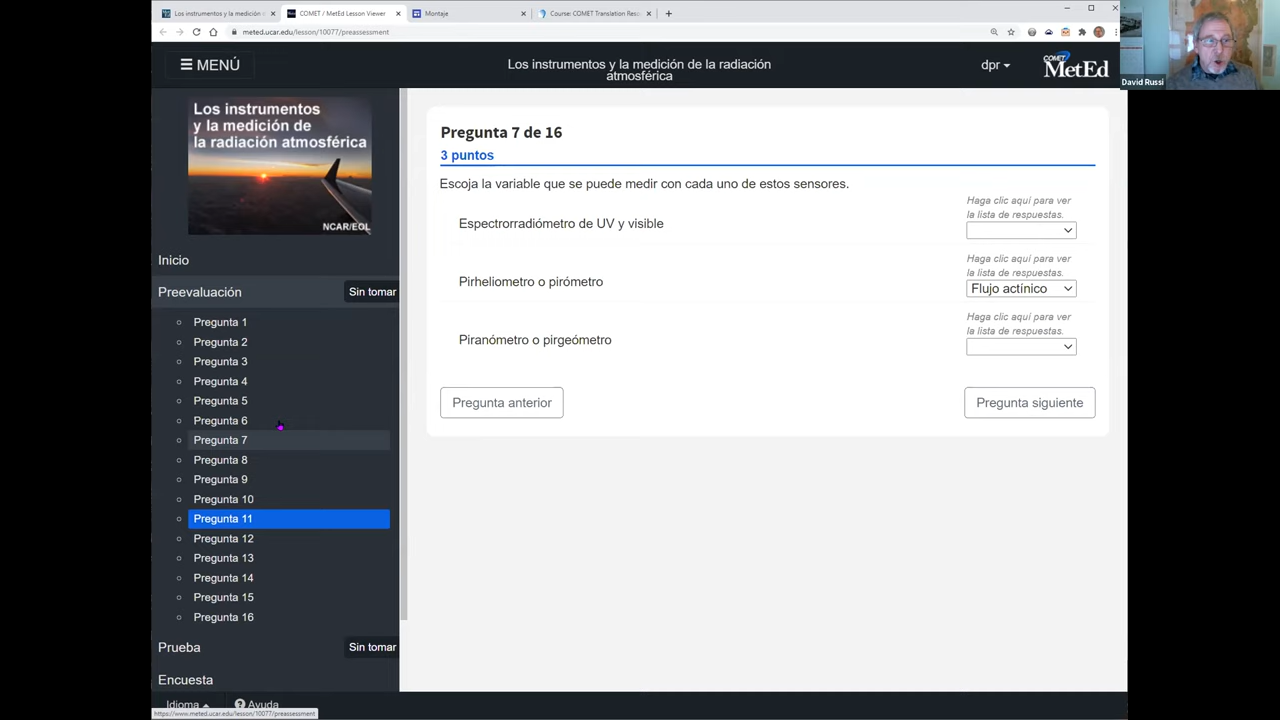 Los instrumentos y la medición
COMET / MetEd Lesson Viewer
Montaje
Course: COMET Translation Reso
meted.ucar.edu/lesson/10077/preassessment
MENÚ
Los instrumentos y la medición de la radiación
atmosférica
dpr
COMET
MetEd
David Russi
Los instrumentos
y la medición de
la radiación atmosférica
NCAR/EOL
Inicio
Preevaluación
Sin tomar
Pregunta 1
Pregunta 2
Pregunta 3
Pregunta 4
Pregunta 5
Pregunta 6
Pregunta 7
Pregunta 8
Pregunta 9
Pregunta 10
Pregunta 11
Pregunta 12
Pregunta 13
Pregunta 14
Pregunta 15
Pregunta 16
Prueba
Sin tomar
Encuesta
Idioma
Ayuda
https://www.meted.ucar.edu/lesson/10077/preassessment
Pregunta 7 de 16
3 puntos
Escoja la variable que se puede medir con cada uno de estos sensores.
Espectrorradiómetro de UV y visible
Haga clic aquí para ver
la lista de respuestas.
Pirheliometro o pirómetro
Haga clic aquí para ver
la lista de respuestas.
Flujo actínico
Piranómetro o pirgeómetro
Haga clic aquí para ver
la lista de respuestas.
Pregunta anterior
Pregunta siguiente